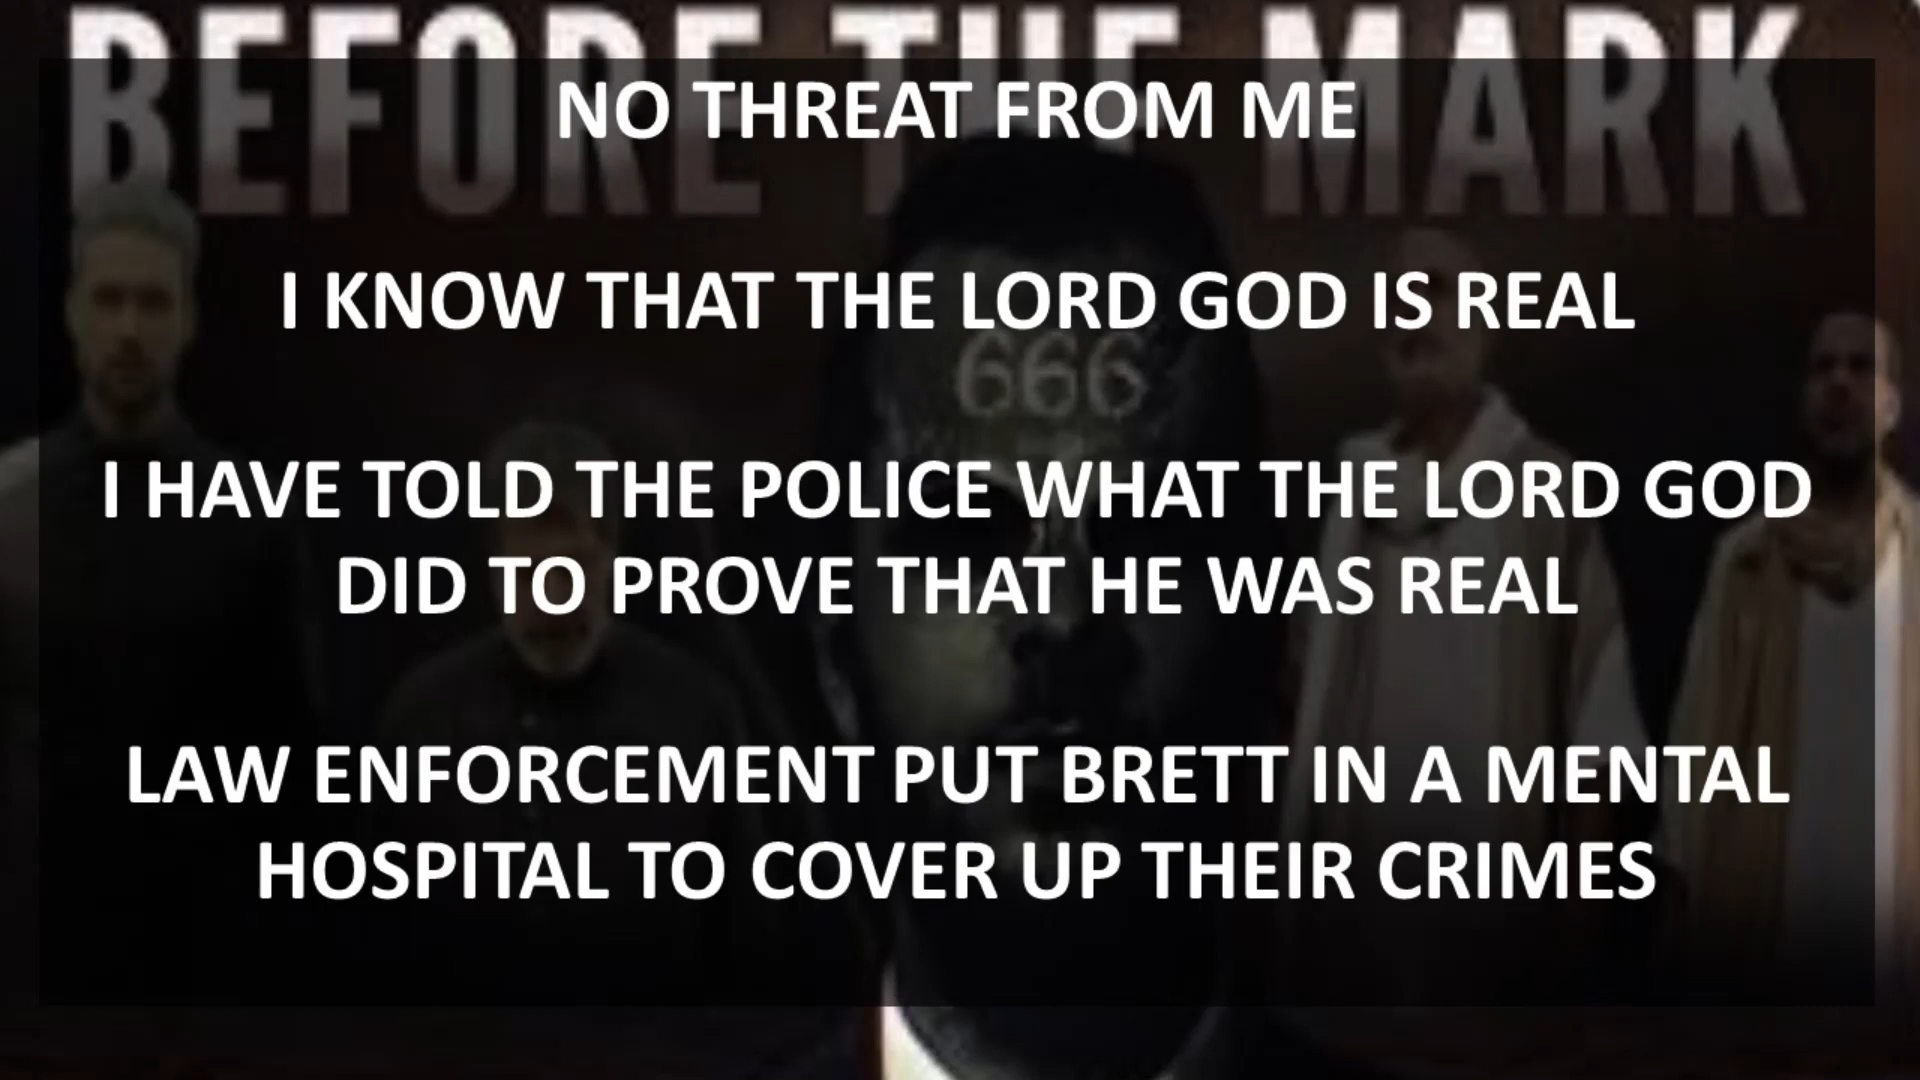 BEFORE THE MARK
NO THREAT FROM ME
I KNOW THAT THE LORD GOD IS REAL
666
I HAVE TOLD THE POLICE WHAT THE LORD GOD
DID TO PROVE THAT HE WAS REAL
LAW ENFORCEMENT PUT BRETT IN A MENTAL
HOSPITAL TO COVER UP THEIR CRIMES